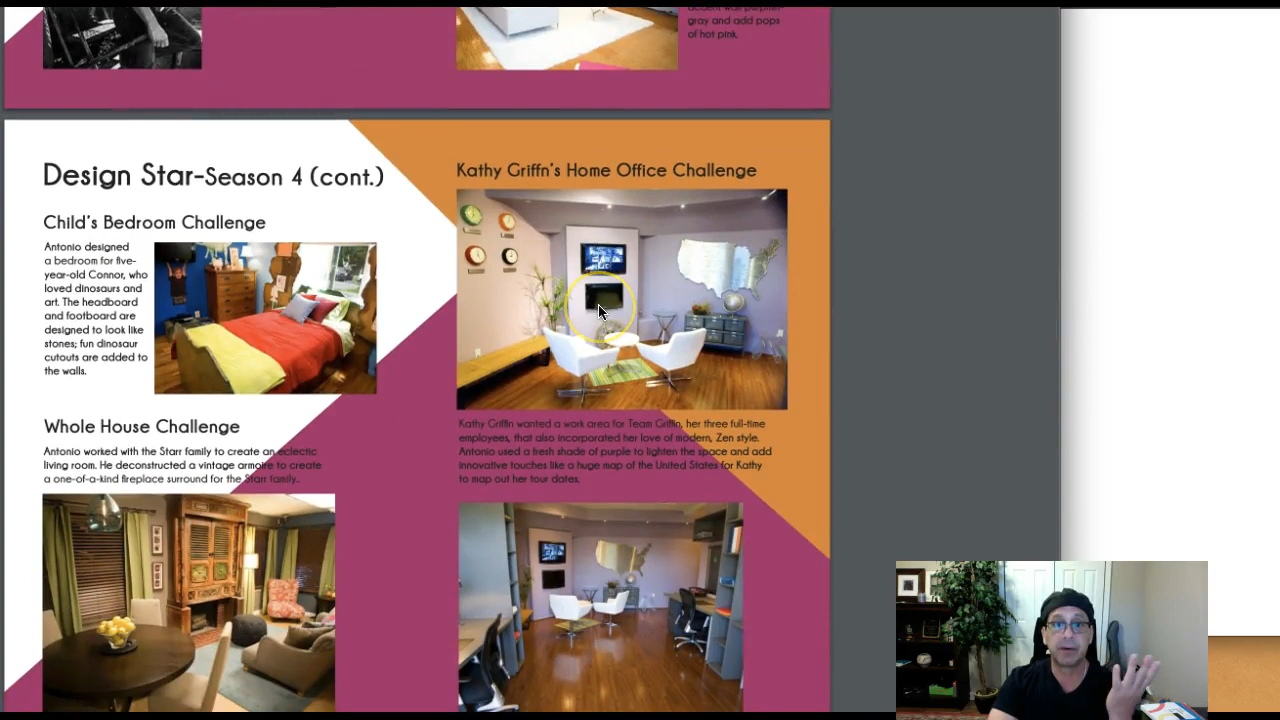 gray and add pops
of hot pink.
Design Star-Season 4 (cont.)
Child's Bedroom Challenge
Antonio designed
a bedroom for five-
year-old Connor, who
loved dinosaurs and
art. The headboard
and footboard are
designed to look like
stones; fun dinosaur
cutouts are added to
the walls.
Whole House Challenge
Antonio worked with the Starr family to create an eclectic
living room. He deconstructed a vintage armoire to create
a one-of-a-kind fireplace surround for the Starr family..
Kathy Griffn's Home Office Challenge
Kathy Griffin wanted a work area for Team Griffin, her three full-time
employees, that also incorporated her love of modern, Zen style.
Antonio used a fresh shade of purple to lighten the space and add
innovative touches like a huge map of the United States for Kathy
to map out her tour dates.